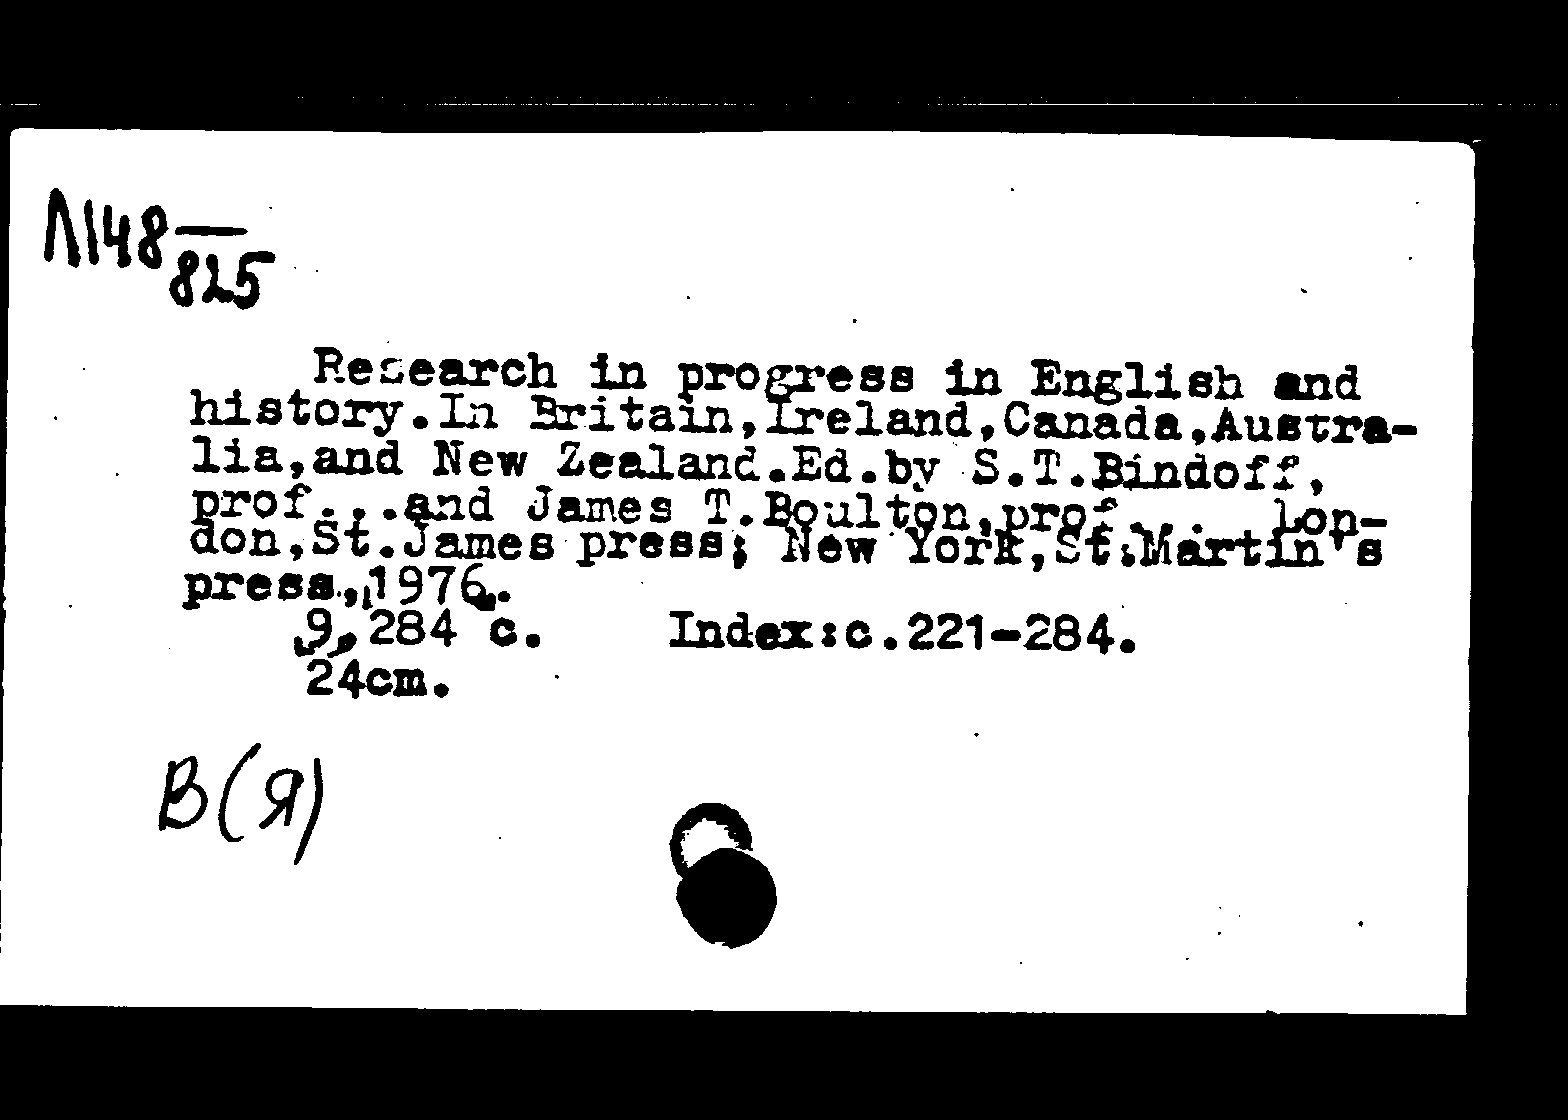 Л148
825
Research in progress in English and
history.In Britain,Ireland,Canada,Austra-
lia,and New Zealand.Ed.by S.T.Bindoff,
prof...and James T.Boulton,prof... Lon-
don,St.James press; New York,St.Martin's
press.,1976.
9, 284 c. Index:c.221-284.
24cm.
В(Я)